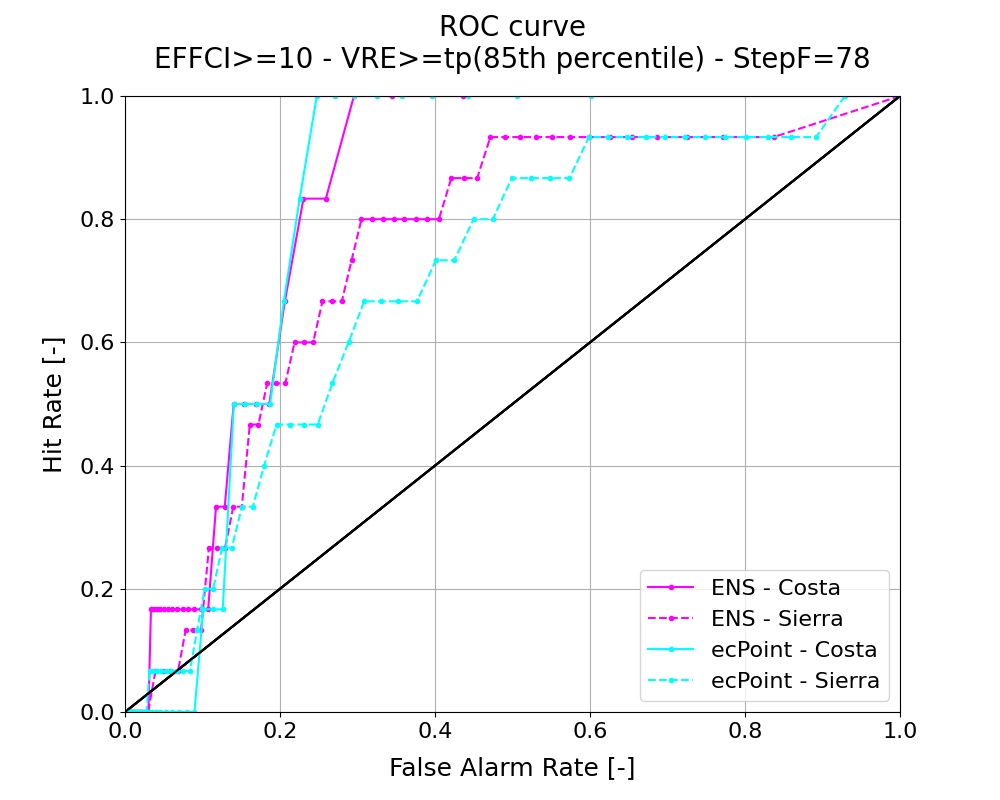 ROC curve
EFFCI>=10 - VRE>=tp(85th percentile) - StepF=78
1.0
0.8
0.6
0.4
0.2
0.0
Hit Rate [-]
ENS - Costa
ENS - Sierra
ecPoint - Costa
ecPoint - Sierra
0.0 0.2 0.4 0.6 0.8 1.0
False Alarm Rate [-]